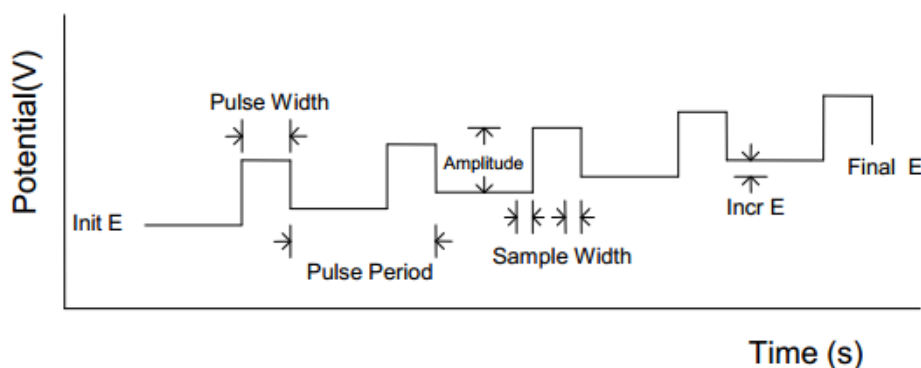 Potential(V)
Pulse Width
Amplitude
Final E
Init E
Incr E
Sample Width
Pulse Period
Time (s)